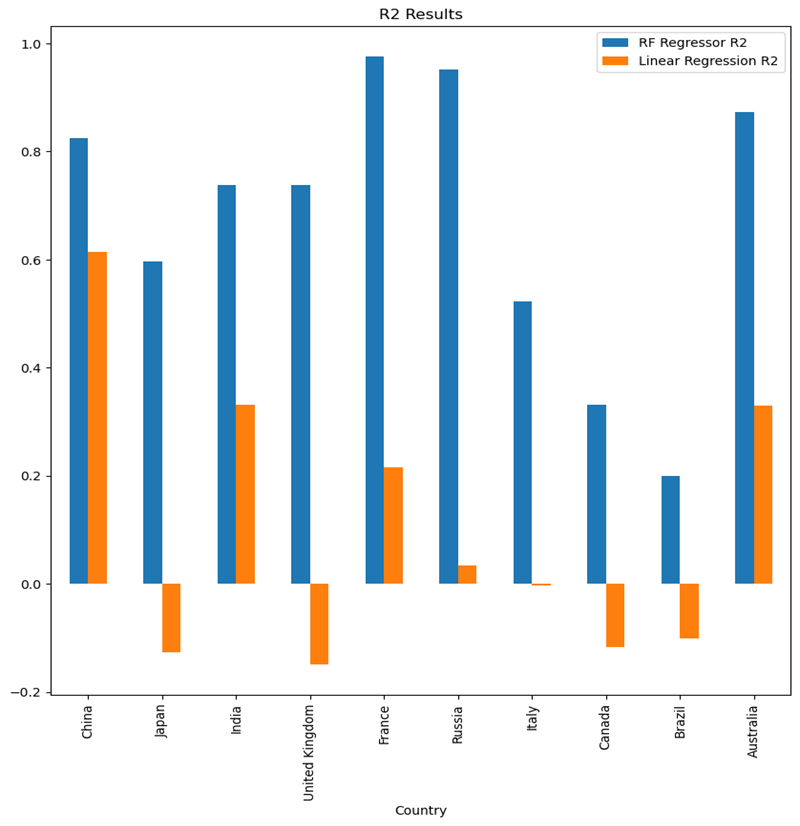 R2 Results
RF Regressor R2
Linear Regression R2
1.0
0.8
0.6
0.4
0.2
0.0
−0.2
China
Japan
India
United Kingdom
France
Russia
Italy
Canada
Brazil
Australia
Country